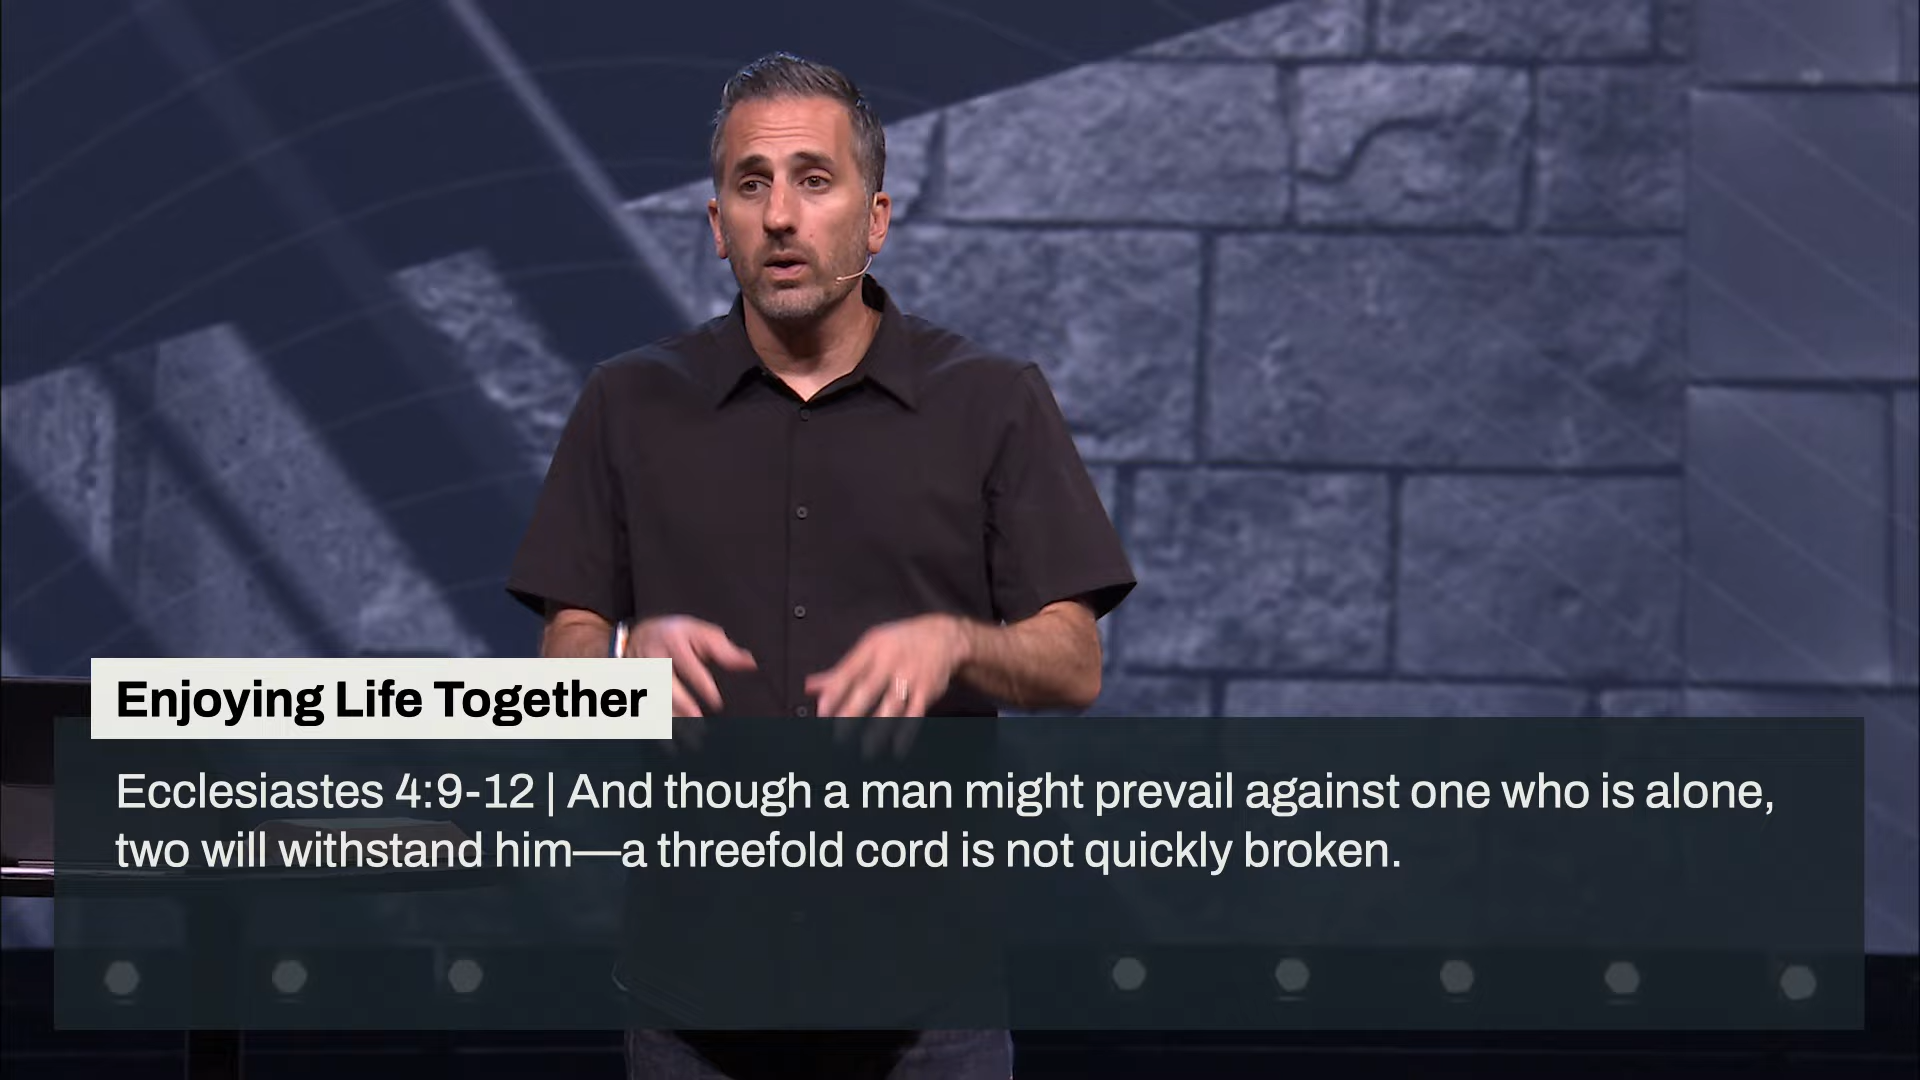 Enjoying Life Together
Ecclesiastes 4:9-12 | And though a man might prevail against one who is alone,
two will withstand him—a threefold cord is not quickly broken.